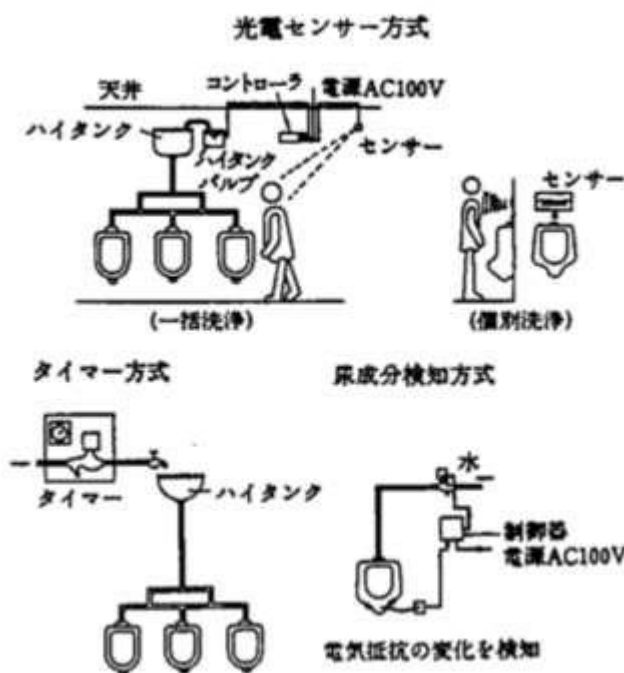 光電センサー方式
天井
コントローラ
電源AC100V
ハイタンク
ハイタンク
バルブ
センサー
センサー
(一括洗浄)
(個別洗浄)
タイマー方式
尿成分検知方式
タイマー
ハイタンク
水
制御器
電源AC100V
電気抵抗の変化を検知